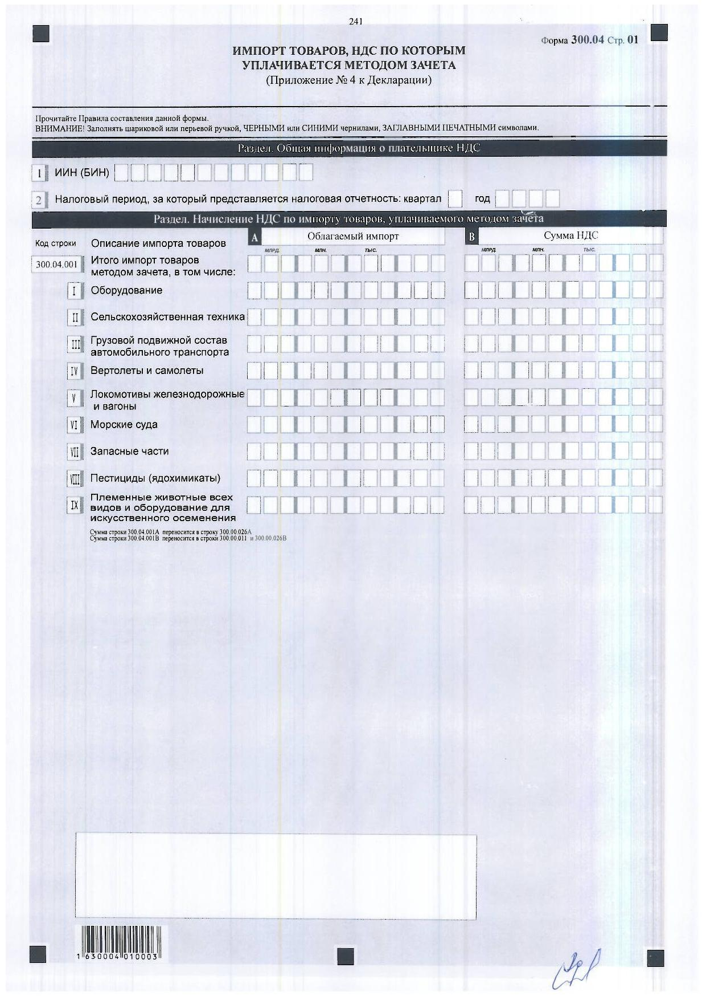 241
Форма 300.04 Стр. 01
ИМПОРТ ТОВАРОВ, НДС ПО КОТОРЫМ
УПЛАЧИВАЕТСЯ МЕТОДОМ ЗАЧЕТА
(Приложение № 4 к Декларации)
Прочитайте Правила составления данной формы.
ВНИМАНИЕ! Заполнять шариковой или перьевой ручкой, ЧЕРНЫМИ или СИНИМИ чернилами, ЗАГЛАВНЫМИ ПЕЧАТНЫМИ символами.
Раздел. Общая информация о плательщике НДС
1 ИИН (БИН)
2 Налоговый период, за который представляется налоговая отчетность: квартал год
Раздел. Начисление НДС по импорту товаров, уплачиваемого методом зачета
Код строки Описание импорта товаров A Облагаемый импорт B Сумма НДС
МЛРД. МЛН. ТЫС. МЛРД. МЛН. ТЫС.
300.04.001 Итого импорт товаров
методом зачета, в том числе:
I Оборудование
II Сельскохозяйственная техника
III Грузовой подвижной состав
автомобильного транспорта
IV Вертолеты и самолеты
V Локомотивы железнодорожные
и вагоны
VI Морские суда
VII Запасные части
VIII Пестициды (ядохимикаты)
IX Племенные животные всех
видов и оборудование для
искусственного осеменения
Сумма строки 300.04.001А переносится в строку 300.00.026А
Сумма строки 300.04.001В переносится в строки 300.00.011 и 300.00.026В
1 630004 010003